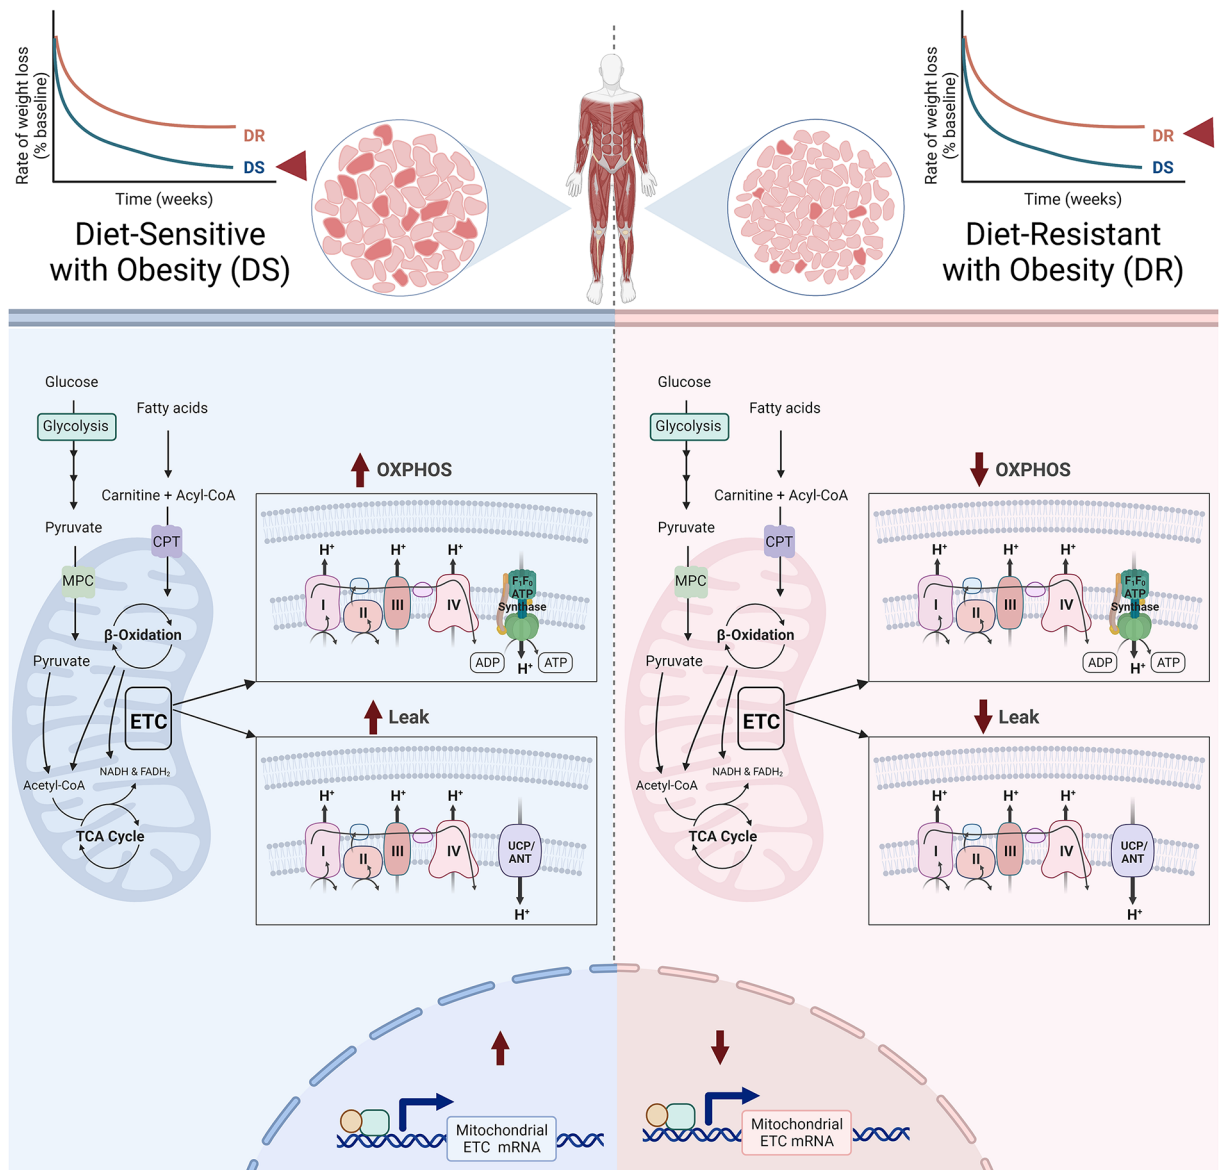 Rate of weight loss
(% baseline)
DR
DS
Time (weeks)
Diet-Sensitive
with Obesity (DS)
Rate of weight loss
(% baseline)
DR
DS
Time (weeks)
Diet-Resistant
with Obesity (DR)
Glucose
Glycolysis
Fatty acids
Carnitine + Acyl-CoA
Pyruvate
CPT
MPC
β-Oxidation
Pyruvate
ETC
Acetyl-CoA
NADH & FADH₂
TCA Cycle
OXPHOS
H⁺
H⁺
H⁺
I
II
III
IV
F₁F₀
ATP
Synthase
ADP
H⁺
ATP
Leak
H⁺
H⁺
H⁺
I
II
III
IV
UCP/
ANT
H⁺
Glucose
Glycolysis
Fatty acids
Carnitine + Acyl-CoA
Pyruvate
CPT
MPC
β-Oxidation
Pyruvate
ETC
Acetyl-CoA
NADH & FADH₂
TCA Cycle
OXPHOS
H⁺
H⁺
H⁺
I
II
III
IV
F₁F₀
ATP
Synthase
ADP
H⁺
ATP
Leak
H⁺
H⁺
H⁺
I
II
III
IV
UCP/
ANT
H⁺
Mitochondrial
ETC mRNA
Mitochondrial
ETC mRNA